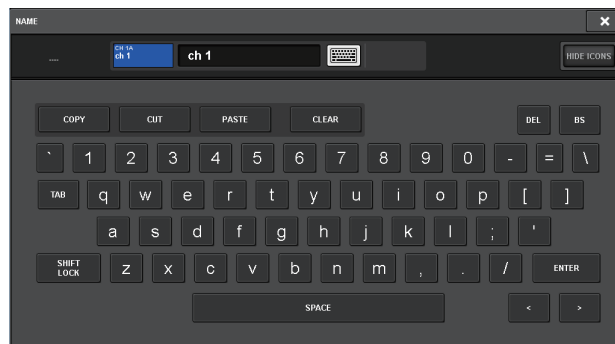 NAME ×
CH 1A
---- ch 1 ch 1 HIDE ICONS
COPY CUT PASTE CLEAR DEL BS
` 1 2 3 4 5 6 7 8 9 0 - = \
TAB q w e r t y u i o p [ ]
a s d f g h j k l ; '
SHIFT LOCK z x c v b n m , . / ENTER
SPACE < >